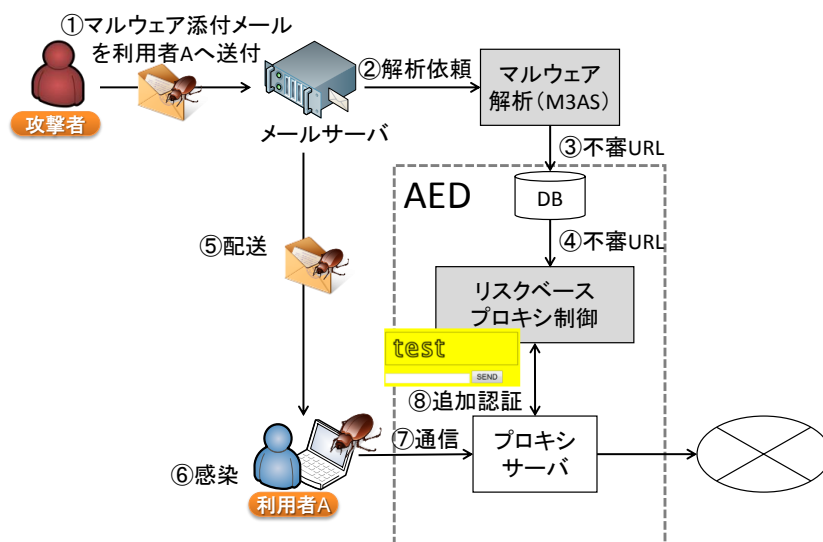 ①マルウェア添付メール
を利用者Aへ送付
攻撃者
メールサーバ
②解析依頼
マルウェア
解析(M3AS)
③不審URL
AED
DB
④不審URL
⑤配送
リスクベース
プロキシ制御
test
SEND
⑧追加認証
⑥感染
利用者A
⑦通信
プロキシ
サーバ